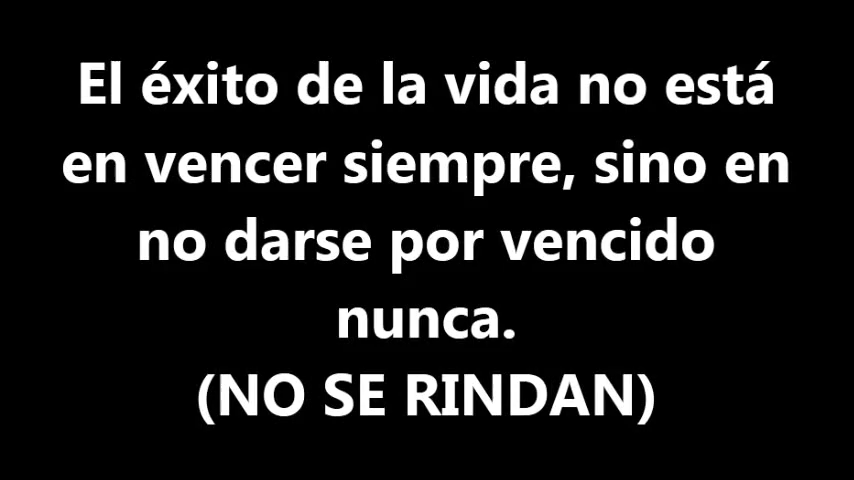 El éxito de la vida no está
en vencer siempre, sino en
no darse por vencido
nunca.
(NO SE RINDAN)